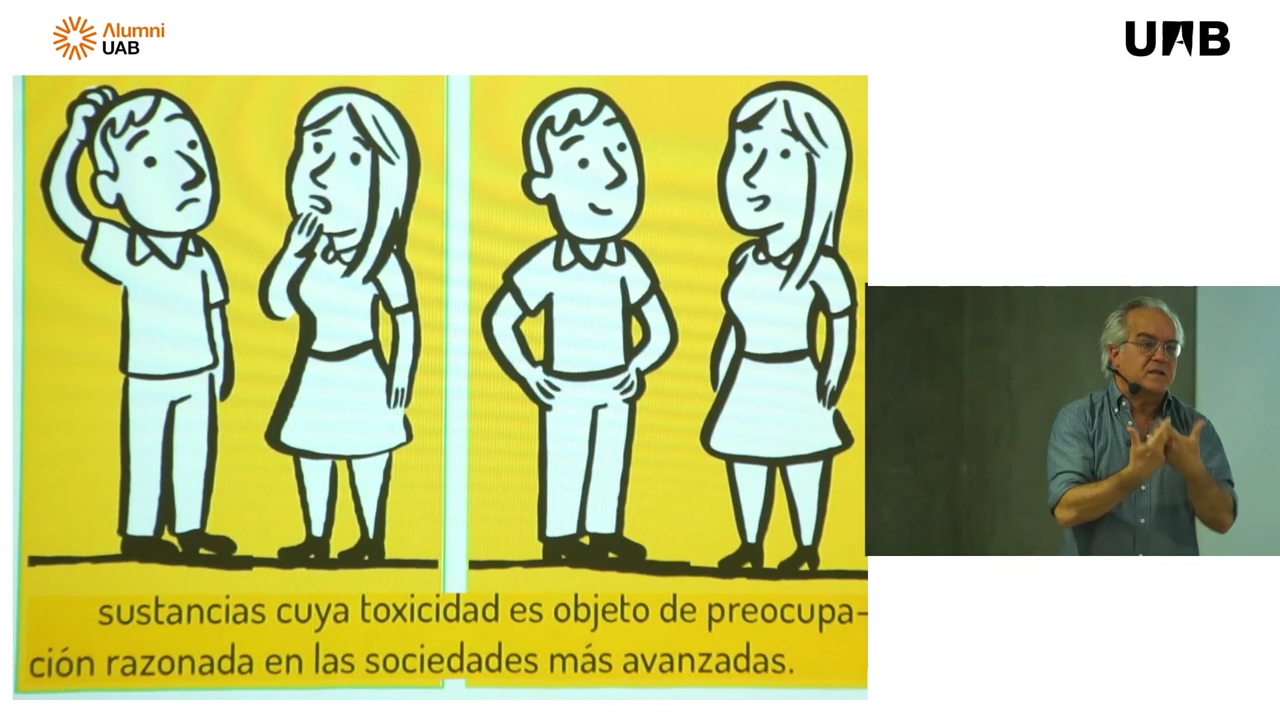 Alumni
UAB
UAB
sustancias cuya toxicidad es objeto de preocupa-
ción razonada en las sociedades más avanzadas.